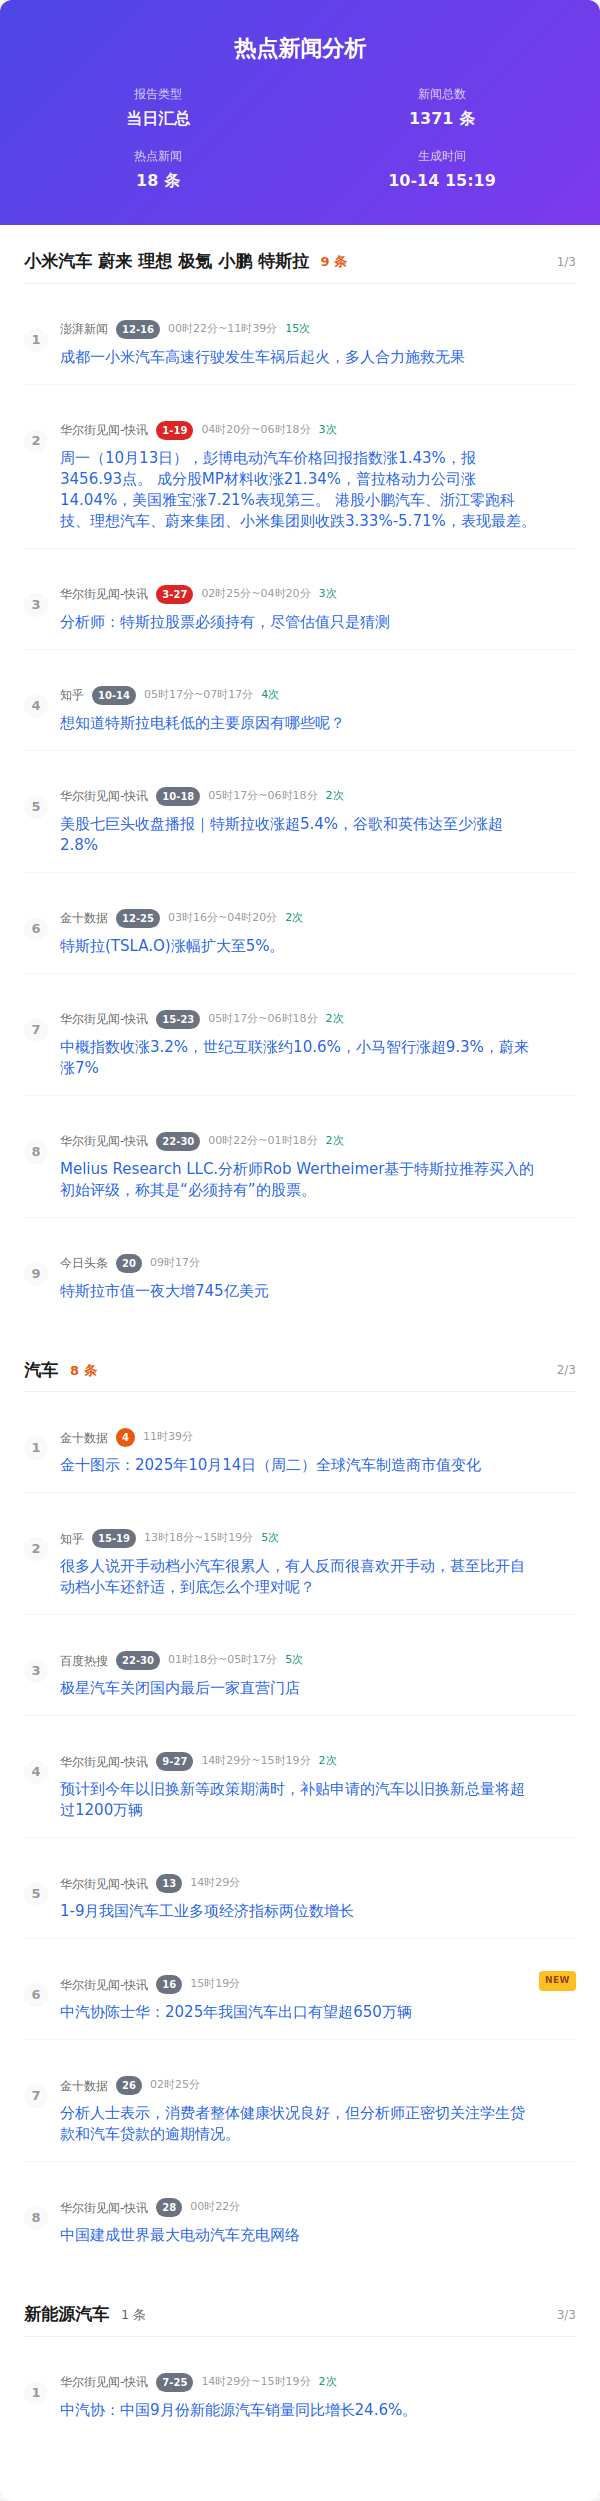 热点新闻分析
报告类型
新闻总数
当日汇总
1371 条
热点新闻
生成时间
18 条
10-14 15:19
小米汽车 蔚来 理想 极氪 小鹏 特斯拉 9 条 1/3
1
澎湃新闻 12-16 00时22分~11时39分 15次
成都一小米汽车高速行驶发生车祸后起火，多人合力施救无果
2
华尔街见闻-快讯 1-19 04时20分~06时18分 3次
周一（10月13日），彭博电动汽车价格回报指数涨1.43%，报
3456.93点。 成分股MP材料收涨21.34%，普拉格动力公司涨
14.04%，美国雅宝涨7.21%表现第三。 港股小鹏汽车、浙江零跑科
技、理想汽车、蔚来集团、小米集团则收跌3.33%-5.71%，表现最差。
3
华尔街见闻-快讯 3-27 02时25分~04时20分 3次
分析师：特斯拉股票必须持有，尽管估值只是猜测
4
知乎 10-14 05时17分~07时17分 4次
想知道特斯拉电耗低的主要原因有哪些呢？
5
华尔街见闻-快讯 10-18 05时17分~06时18分 2次
美股七巨头收盘播报｜特斯拉收涨超5.4%，谷歌和英伟达至少涨超
2.8%
6
金十数据 12-25 03时16分~04时20分 2次
特斯拉(TSLA.O)涨幅扩大至5%。
7
华尔街见闻-快讯 15-23 05时17分~06时18分 2次
中概指数收涨3.2%，世纪互联涨约10.6%，小马智行涨超9.3%，蔚来
涨7%
8
华尔街见闻-快讯 22-30 00时22分~01时18分 2次
Melius Research LLC.分析师Rob Wertheimer基于特斯拉推荐买入的
初始评级，称其是“必须持有”的股票。
9
今日头条 20 09时17分
特斯拉市值一夜大增745亿美元
汽车 8 条 2/3
1
金十数据 4 11时39分
金十图示：2025年10月14日（周二）全球汽车制造商市值变化
2
知乎 15-19 13时18分~15时19分 5次
很多人说开手动档小汽车很累人，有人反而很喜欢开手动，甚至比开自
动档小车还舒适，到底怎么个理对呢？
3
百度热搜 22-30 01时18分~05时17分 5次
极星汽车关闭国内最后一家直营门店
4
华尔街见闻-快讯 9-27 14时29分~15时19分 2次
预计到今年以旧换新等政策期满时，补贴申请的汽车以旧换新总量将超
过1200万辆
5
华尔街见闻-快讯 13 14时29分
1-9月我国汽车工业多项经济指标两位数增长
6
华尔街见闻-快讯 16 15时19分 NEW
中汽协陈士华：2025年我国汽车出口有望超650万辆
7
金十数据 26 02时25分
分析人士表示，消费者整体健康状况良好，但分析师正密切关注学生贷
款和汽车贷款的逾期情况。
8
华尔街见闻-快讯 28 00时22分
中国建成世界最大电动汽车充电网络
新能源汽车 1 条 3/3
1
华尔街见闻-快讯 7-25 14时29分~15时19分 2次
中汽协：中国9月份新能源汽车销量同比增长24.6%。